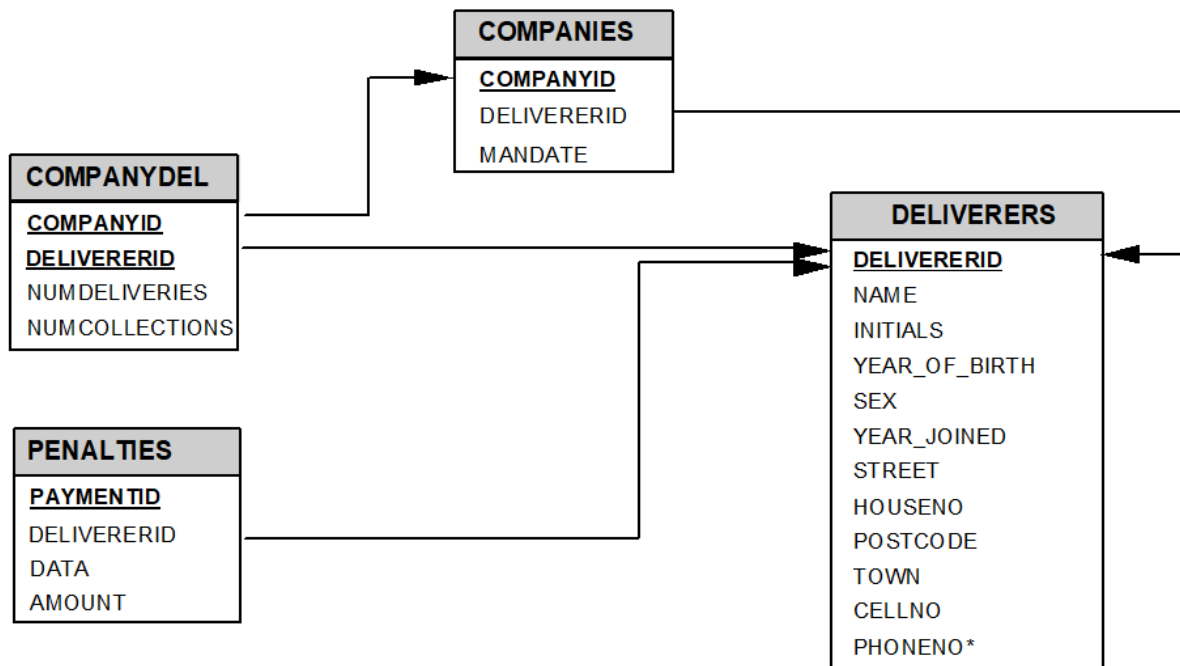 COMPANIES
COMPANYID
DELIVERERID
MANDATE
COMPANYDEL
COMPANYID
DELIVERERID
NUMDELIVERIES
NUMCOLLECTIONS
DELIVERERS
DELIVERERID
NAME
INITIALS
YEAR_OF_BIRTH
SEX
YEAR_JOINED
STREET
HOUSENO
POSTCODE
TOWN
CELLNO
PHONENO*
PENALTIES
PAYMENTID
DELIVERERID
DATA
AMOUNT